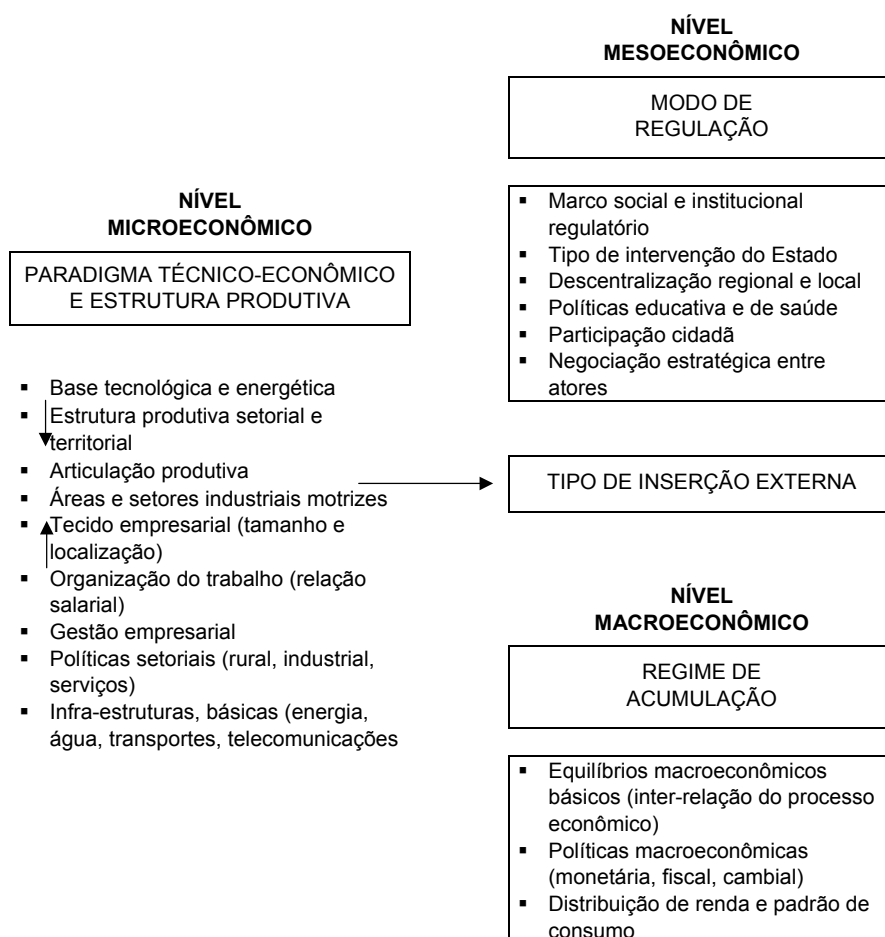 NÍVEL
MESOECONÔMICO
MODO DE
REGULAÇÃO
▪ Marco social e institucional
regulatório
▪ Tipo de intervenção do Estado
▪ Descentralização regional e local
▪ Políticas educativa e de saúde
▪ Participação cidadã
▪ Negociação estratégica entre
atores
NÍVEL
MICROECONÔMICO
PARADIGMA TÉCNICO-ECONÔMICO
E ESTRUTURA PRODUTIVA
▪ Base tecnológica e energética
▪ Estrutura produtiva setorial e
territorial
▪ Articulação produtiva
▪ Áreas e setores industriais motrizes
▪ Tecido empresarial (tamanho e
localização)
▪ Organização do trabalho (relação
salarial)
▪ Gestão empresarial
▪ Políticas setoriais (rural, industrial,
serviços)
▪ Infra-estruturas, básicas (energia,
água, transportes, telecomunicações
TIPO DE INSERÇÃO EXTERNA
NÍVEL
MACROECONÔMICO
REGIME DE
ACUMULAÇÃO
▪ Equilíbrios macroeconômicos
básicos (inter-relação do processo
econômico)
▪ Políticas macroeconômicas
(monetária, fiscal, cambial)
▪ Distribuição de renda e padrão de
consumo